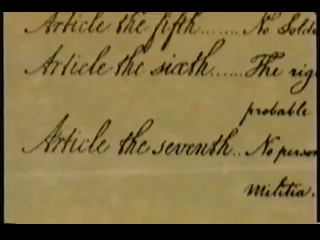 Article the fifth........ No Soldi
Article the sixth...... The rig
probable
Article the seventh.. No person
militia.